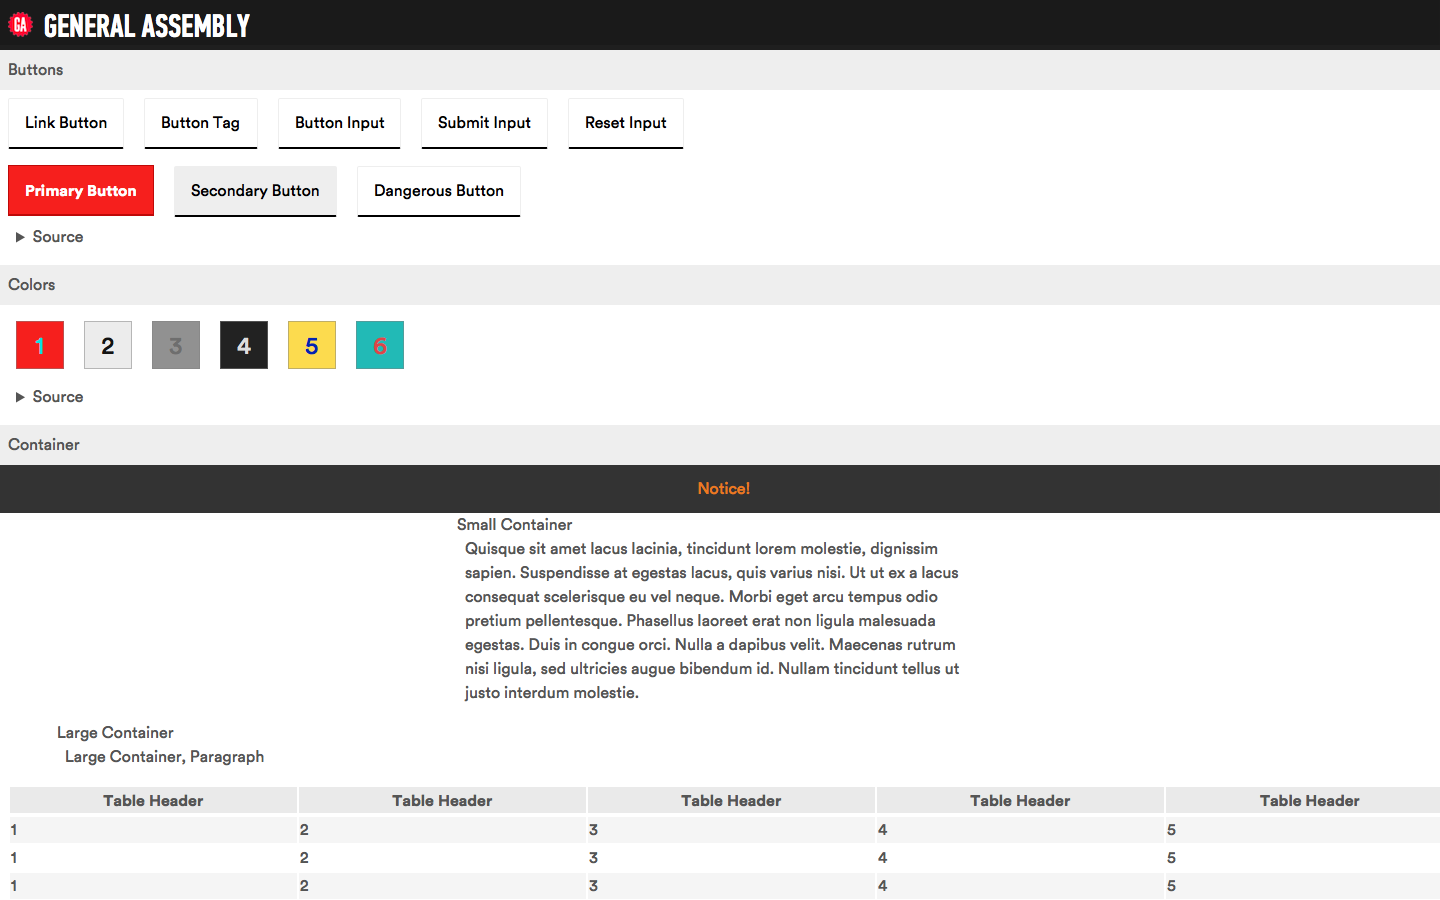 GA GENERAL ASSEMBLY
Buttons
Link Button Button Tag Button Input Submit Input Reset Input
Primary Button Secondary Button Dangerous Button
Source
Colors
1 2 3 4 5 6
Source
Container
Notice!
Small Container
Quisque sit amet lacus lacinia, tincidunt lorem molestie, dignissim
sapien. Suspendisse at egestas lacus, quis varius nisi. Ut ut ex a lacus
consequat scelerisque eu vel neque. Morbi eget arcu tempus odio
pretium pellentesque. Phasellus laoreet erat non ligula malesuada
egestas. Duis in congue orci. Nulla a dapibus velit. Maecenas rutrum
nisi ligula, sed ultricies augue bibendum id. Nullam tincidunt tellus ut
justo interdum molestie.
Large Container
Large Container, Paragraph
Table Header Table Header Table Header Table Header Table Header
1 2 3 4 5
1 2 3 4 5
1 2 3 4 5